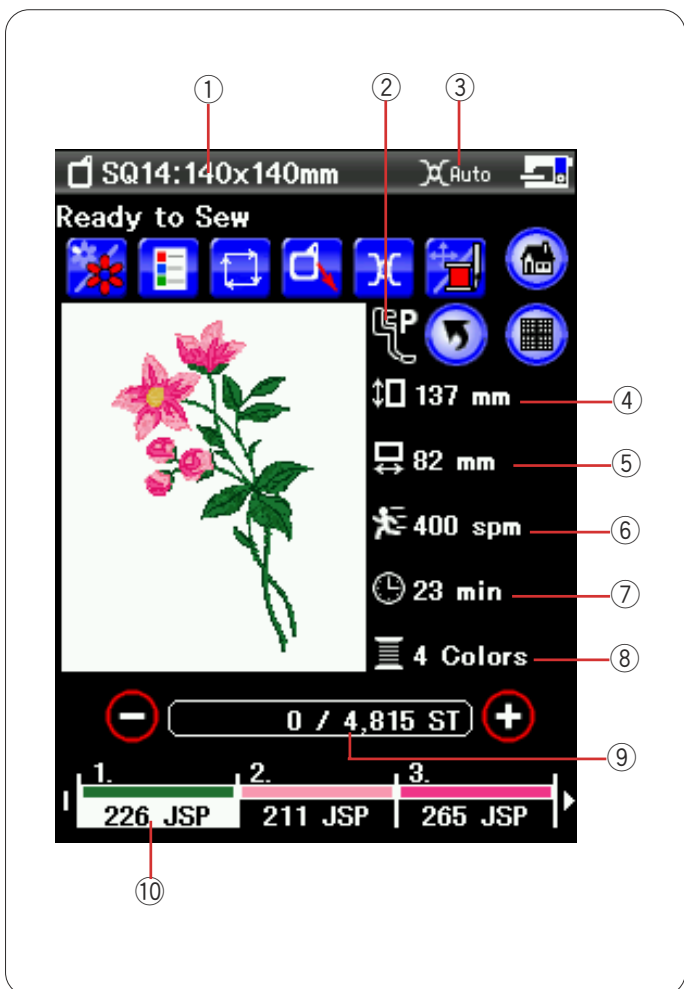 ① ② ③
SQ14:140x140mm Auto
Ready to Sew
P
137 mm ④
82 mm ⑤
400 spm ⑥
23 min ⑦
4 Colors ⑧
0 / 4,815 ST ⑨
1. 2. 3.
226 JSP 211 JSP 265 JSP
⑩